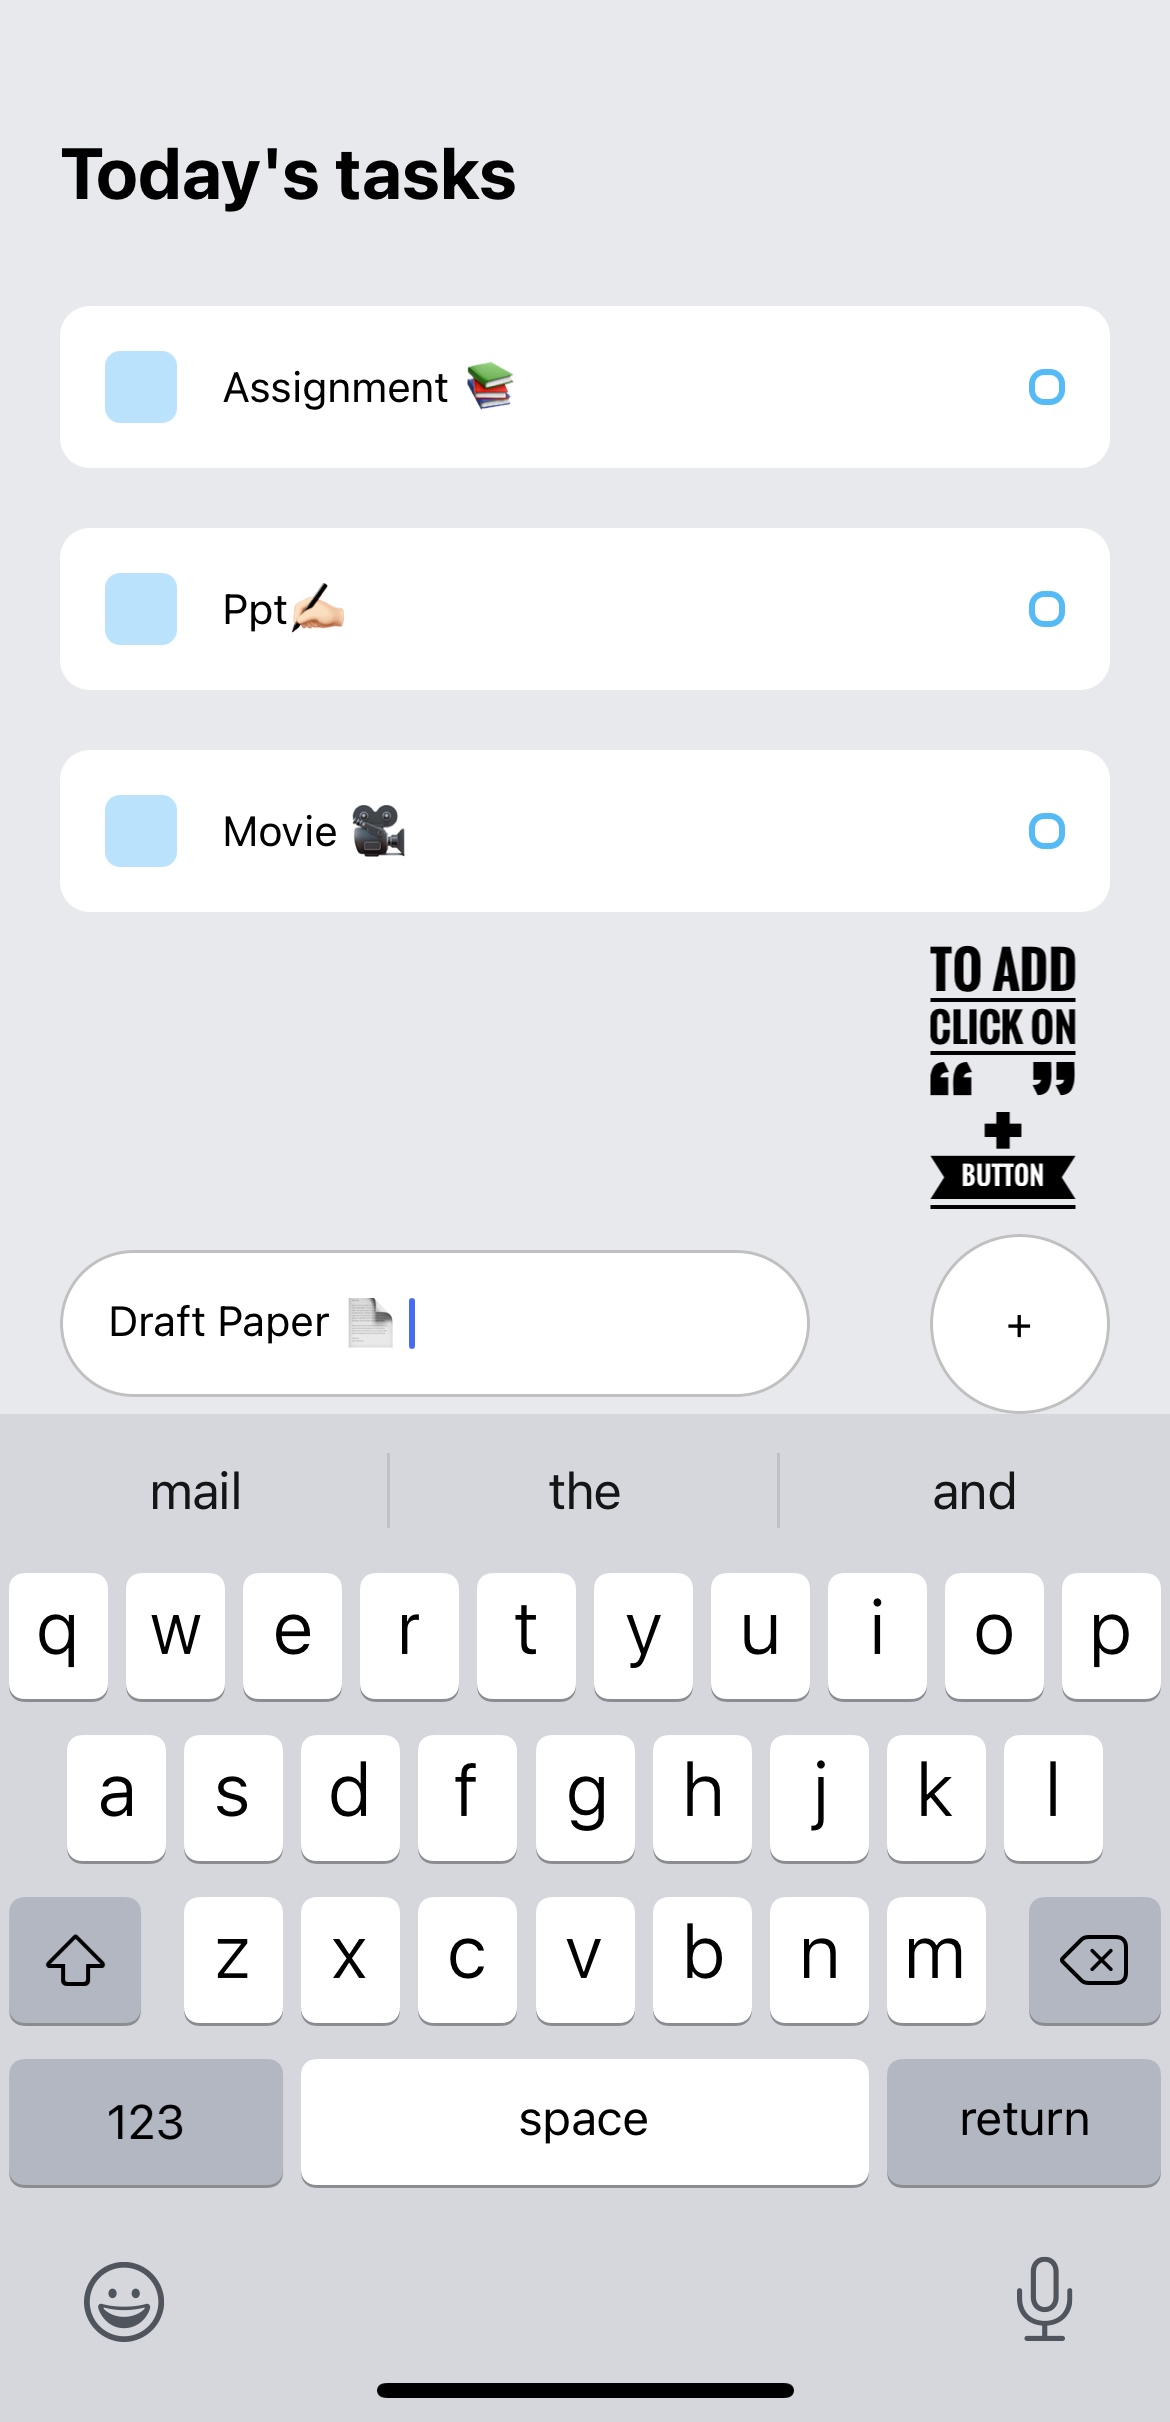 Today's tasks
Assignment 📚
Ppt✍🏻
Movie 🎥
TO ADD
CLICK ON
“ ”
+
BUTTON
Draft Paper 📄
+
mail the and
q w e r t y u i o p
a s d f g h j k l
z x c v b n m
123 space return